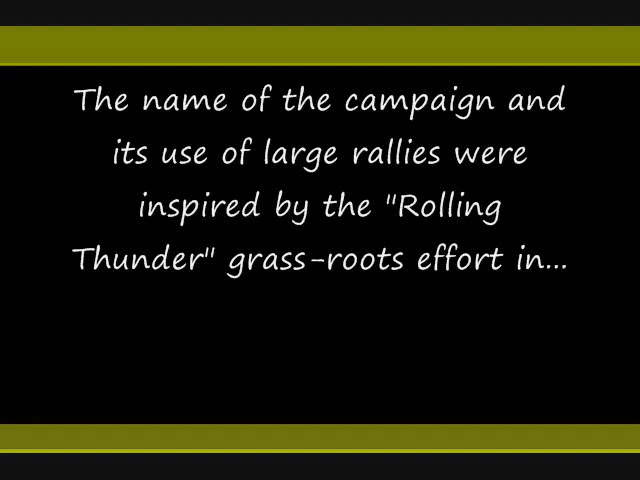 The name of the campaign and
its use of large rallies were
inspired by the "Rolling
Thunder" grass-roots effort in...